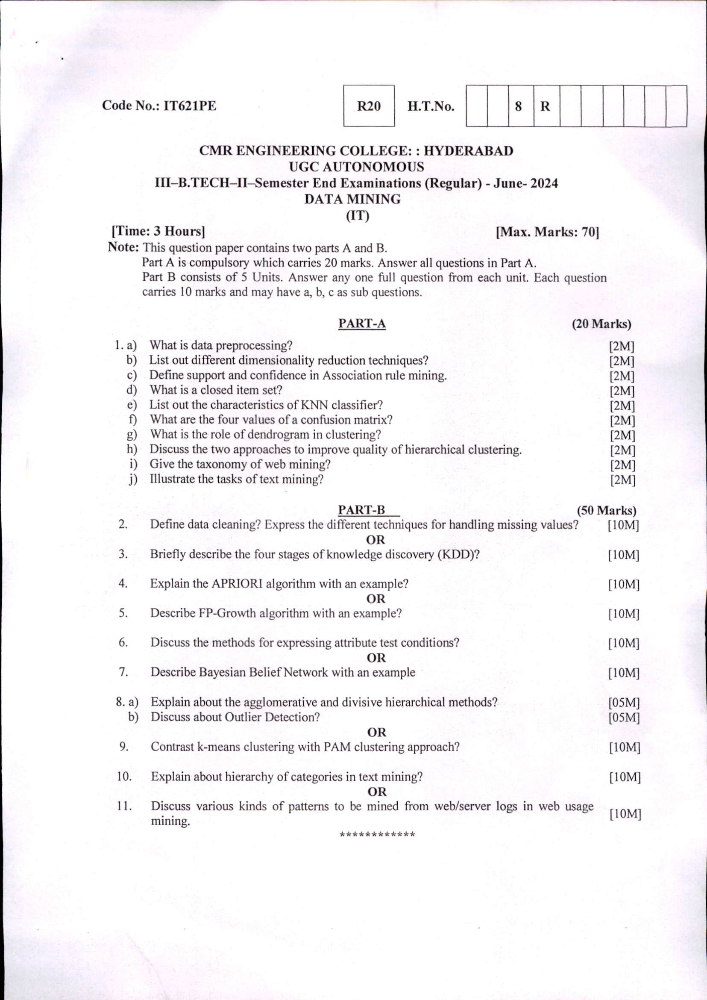 Code No.: IT621PE R20 H.T.No. 8 R
CMR ENGINEERING COLLEGE: : HYDERABAD
UGC AUTONOMOUS
III–B.TECH–II–Semester End Examinations (Regular) - June- 2024
DATA MINING
(IT)
[Time: 3 Hours] [Max. Marks: 70]
Note: This question paper contains two parts A and B.
Part A is compulsory which carries 20 marks. Answer all questions in Part A.
Part B consists of 5 Units. Answer any one full question from each unit. Each question
carries 10 marks and may have a, b, c as sub questions.
PART-A (20 Marks)
1. a) What is data preprocessing? [2M]
b) List out different dimensionality reduction techniques? [2M]
c) Define support and confidence in Association rule mining. [2M]
d) What is a closed item set? [2M]
e) List out the characteristics of KNN classifier? [2M]
f) What are the four values of a confusion matrix? [2M]
g) What is the role of dendrogram in clustering? [2M]
h) Discuss the two approaches to improve quality of hierarchical clustering. [2M]
i) Give the taxonomy of web mining? [2M]
j) Illustrate the tasks of text mining? [2M]
PART-B (50 Marks)
2. Define data cleaning? Express the different techniques for handling missing values? [10M]
OR
3. Briefly describe the four stages of knowledge discovery (KDD)? [10M]
4. Explain the APRIORI algorithm with an example? [10M]
OR
5. Describe FP-Growth algorithm with an example? [10M]
6. Discuss the methods for expressing attribute test conditions? [10M]
OR
7. Describe Bayesian Belief Network with an example [10M]
8. a) Explain about the agglomerative and divisive hierarchical methods? [05M]
b) Discuss about Outlier Detection? [05M]
OR
9. Contrast k-means clustering with PAM clustering approach? [10M]
10. Explain about hierarchy of categories in text mining? [10M]
OR
11. Discuss various kinds of patterns to be mined from web/server logs in web usage [10M]
mining.
************